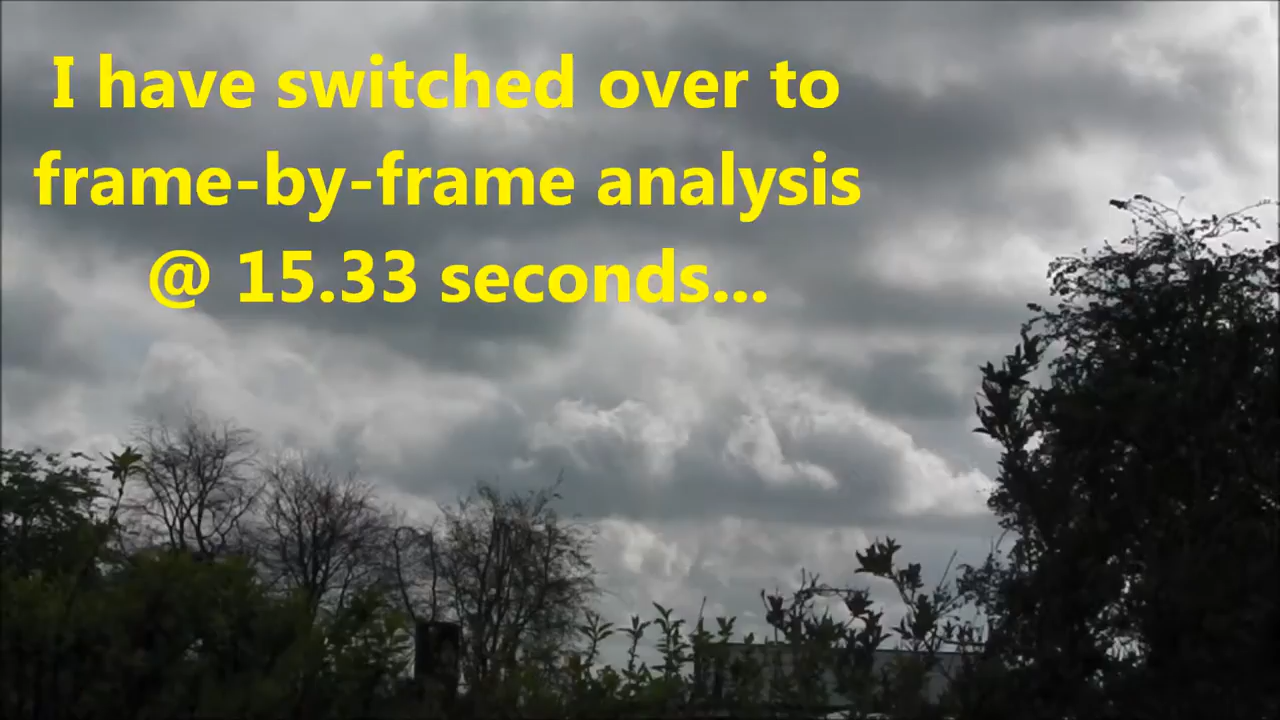 I have switched over to
frame-by-frame analysis
@ 15.33 seconds...